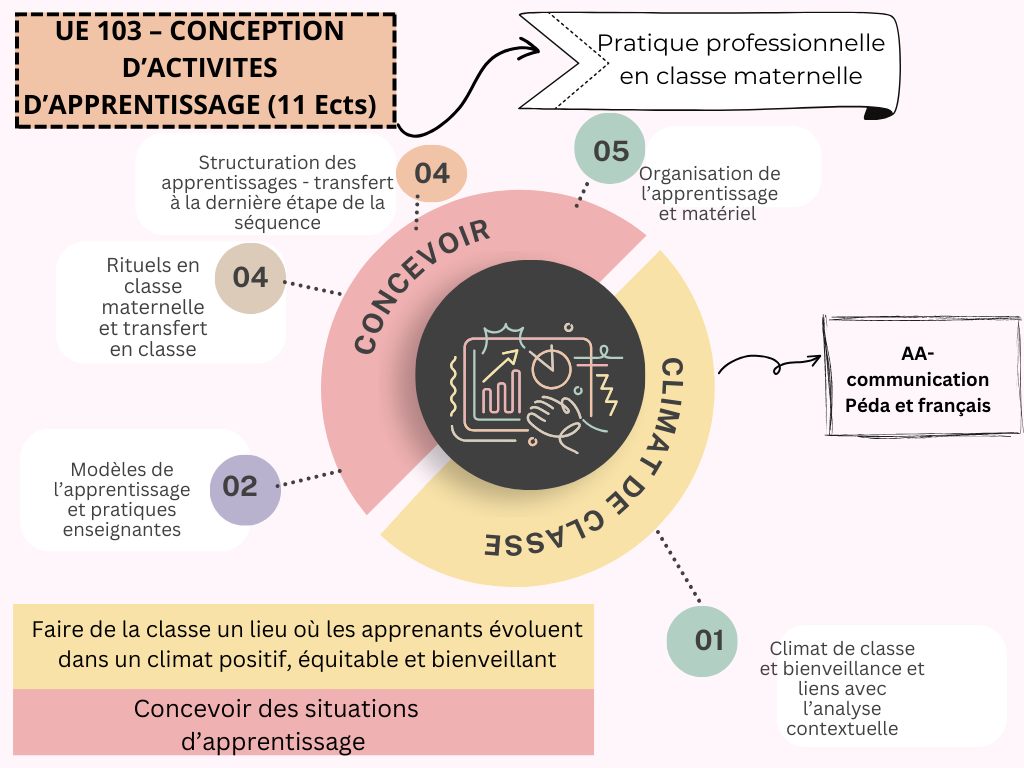 UE 103 – CONCEPTION
D’ACTIVITES
D’APPRENTISSAGE (11 Ects)
Pratique professionnelle
en classe maternelle
Structuration des
apprentissages - transfert
à la dernière étape de la
séquence
04
05
Organisation de
l’apprentissage
et matériel
Rituels en
classe
maternelle
et transfert
en classe
04
CONCEVOIR
CLIMAT DE CLASSE
AA-
communication
Péda et français
Modèles de
l’apprentissage
et pratiques
enseignantes
02
01
Climat de classe
et bienveillance et
liens avec
l’analyse
contextuelle
Faire de la classe un lieu où les apprenants évoluent
dans un climat positif, équitable et bienveillant
Concevoir des situations
d’apprentissage